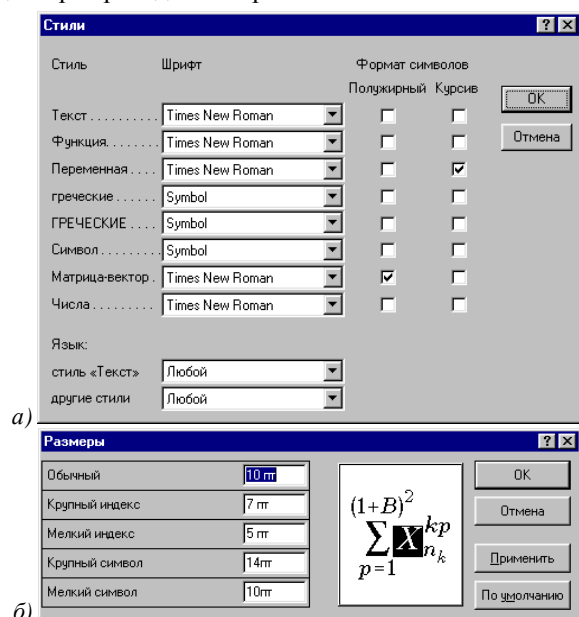 Стили
Стиль Шрифт Формат символов
Полужирный Курсив
OK
Текст . . . . . . . . . . Times New Roman
Функция. . . . . . . . Times New Roman
Отмена
Переменная . . . . Times New Roman
греческие . . . . . . Symbol
ГРЕЧЕСКИЕ . . . . Symbol
Символ . . . . . . . . . Symbol
Матрица-вектор . Times New Roman
Числа . . . . . . . . . Times New Roman
Язык:
стиль «Текст» Любой
другие стили Любой
а)
Размеры
Обычный 10 пт
OK
Крупный индекс 7 пт
Отмена
Мелкий индекс 5 пт
Крупный символ 14пт
Применить
Мелкий символ 10пт
По умолчанию
(1+B)^2
∑ X^{kp}_{n_k}
p=1
б)